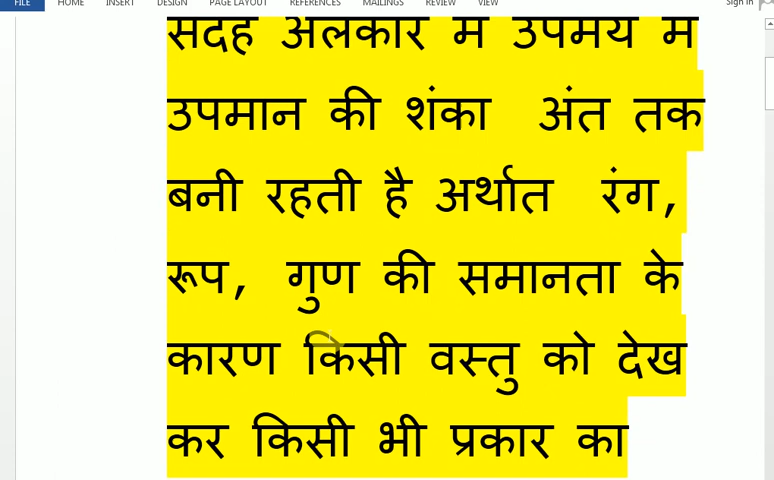 FILE HOME INSERT DESIGN PAGE LAYOUT REFERENCES MAILINGS REVIEW VIEW Sign in
संदेह अलंकार में उपमेय में
उपमान की शंका अंत तक
बनी रहती है अर्थात रंग,
रूप, गुण की समानता के
कारण किसी वस्तु को देख
कर किसी भी प्रकार का